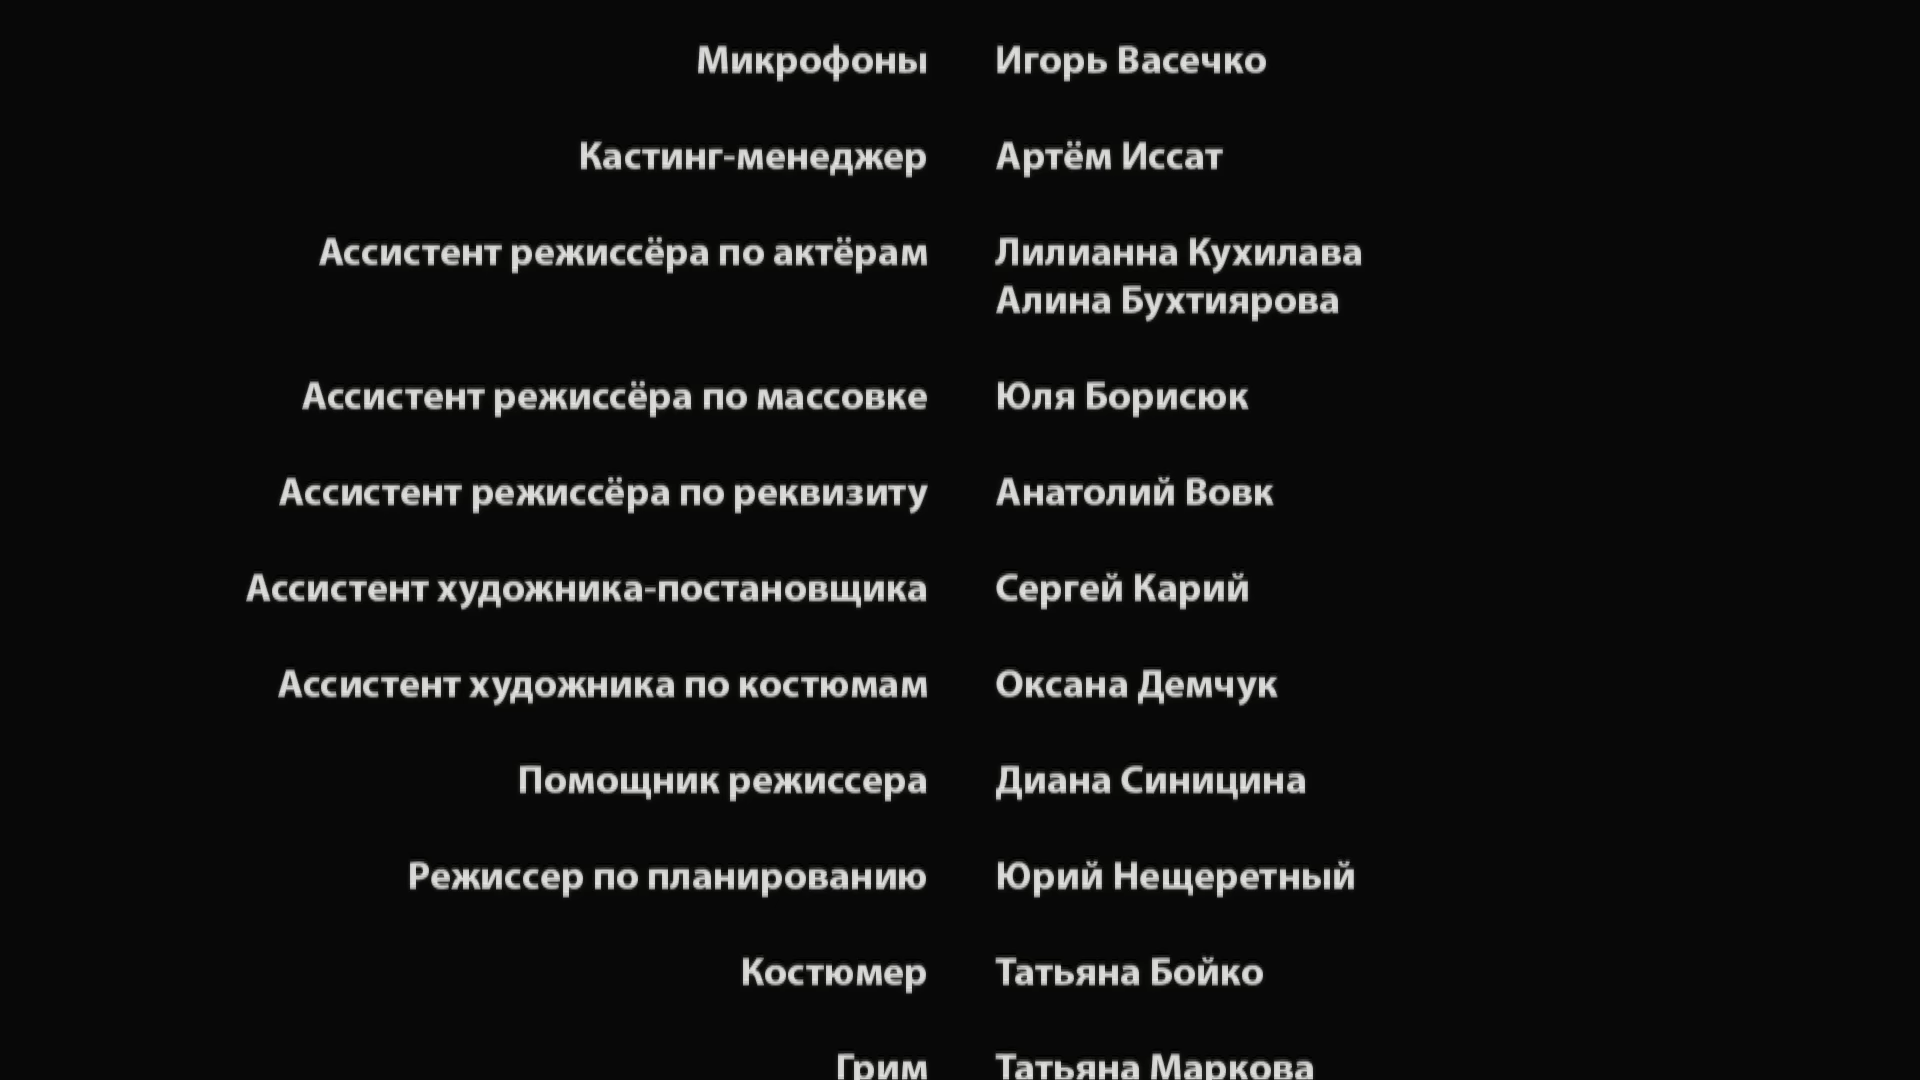 Микрофоны Игорь Васечко
Кастинг-менеджер Артём Иссат
Ассистент режиссёра по актёрам Лилианна Кухилава
Алина Бухтиярова
Ассистент режиссёра по массовке Юля Борисюк
Ассистент режиссёра по реквизиту Анатолий Вовк
Ассистент художника-постановщика Сергей Карий
Ассистент художника по костюмам Оксана Демчук
Помощник режиссера Диана Синицина
Режиссер по планированию Юрий Нещеретный
Костюмер Татьяна Бойко
Грим Татьяна Маркова